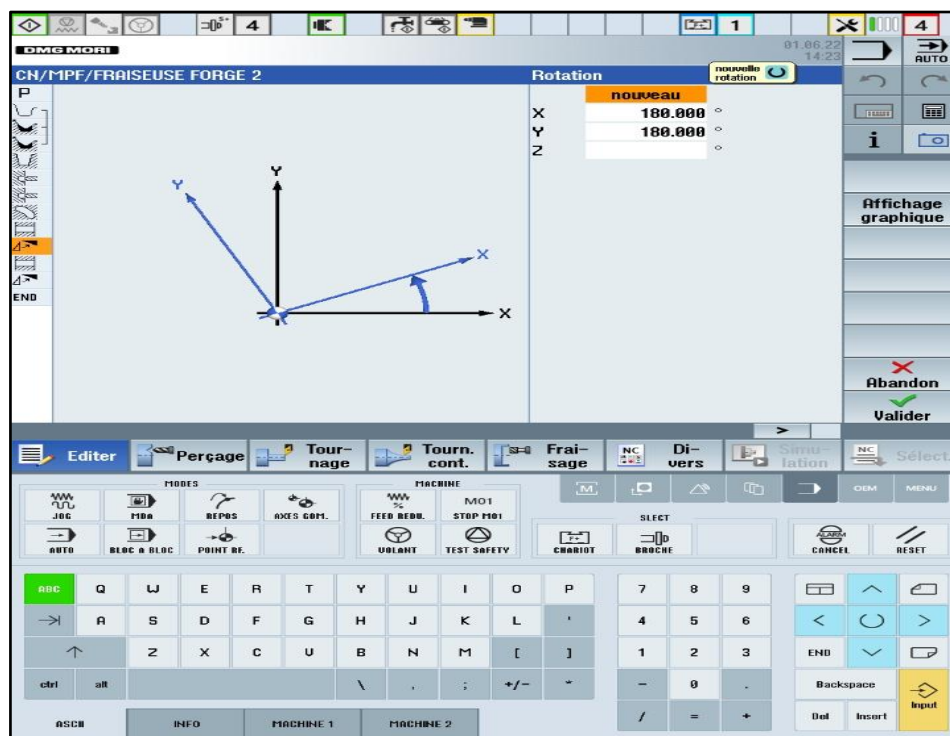 4
1
4
DMG MORI
01.06.22
14:23
AUTO
CN/MPF/FRAISEUSE FORGE 2
Rotation
nouvelle
rotation
P
nouveau
X 180.000 °
Y 180.000 °
Z °
Y
Y
X
X
END
i
Affichage
graphique
Abandon
Valider
>
Editer
Perçage
Tour-
nage
Tourn.
cont.
Frai-
sage
NC
Di-
vers
Simu-
lation
NC
Sélect.
MODES
MACHINE
JOG
MDA
REPOS
AXES GOM.
FEED REDU.
%
M01
STOP M01
M
OEM
MENU
SLECT
AUTO
BLOC A BLOC
POINT RF.
VOLANT
TEST SAFETY
CHARIOT
BROCHE
ALARM
CANCEL
RESET
ABC Q W E R T Y U I O P 7 8 9
A S D F G H J K L ' 4 5 6 < >
Z X C V B N M [ ] 1 2 3 END
ctrl alt \ , ; +/- * - 0 . Backspace
Input
ASCII INFO MACHINE 1 MACHINE 2 / = + Del Insert